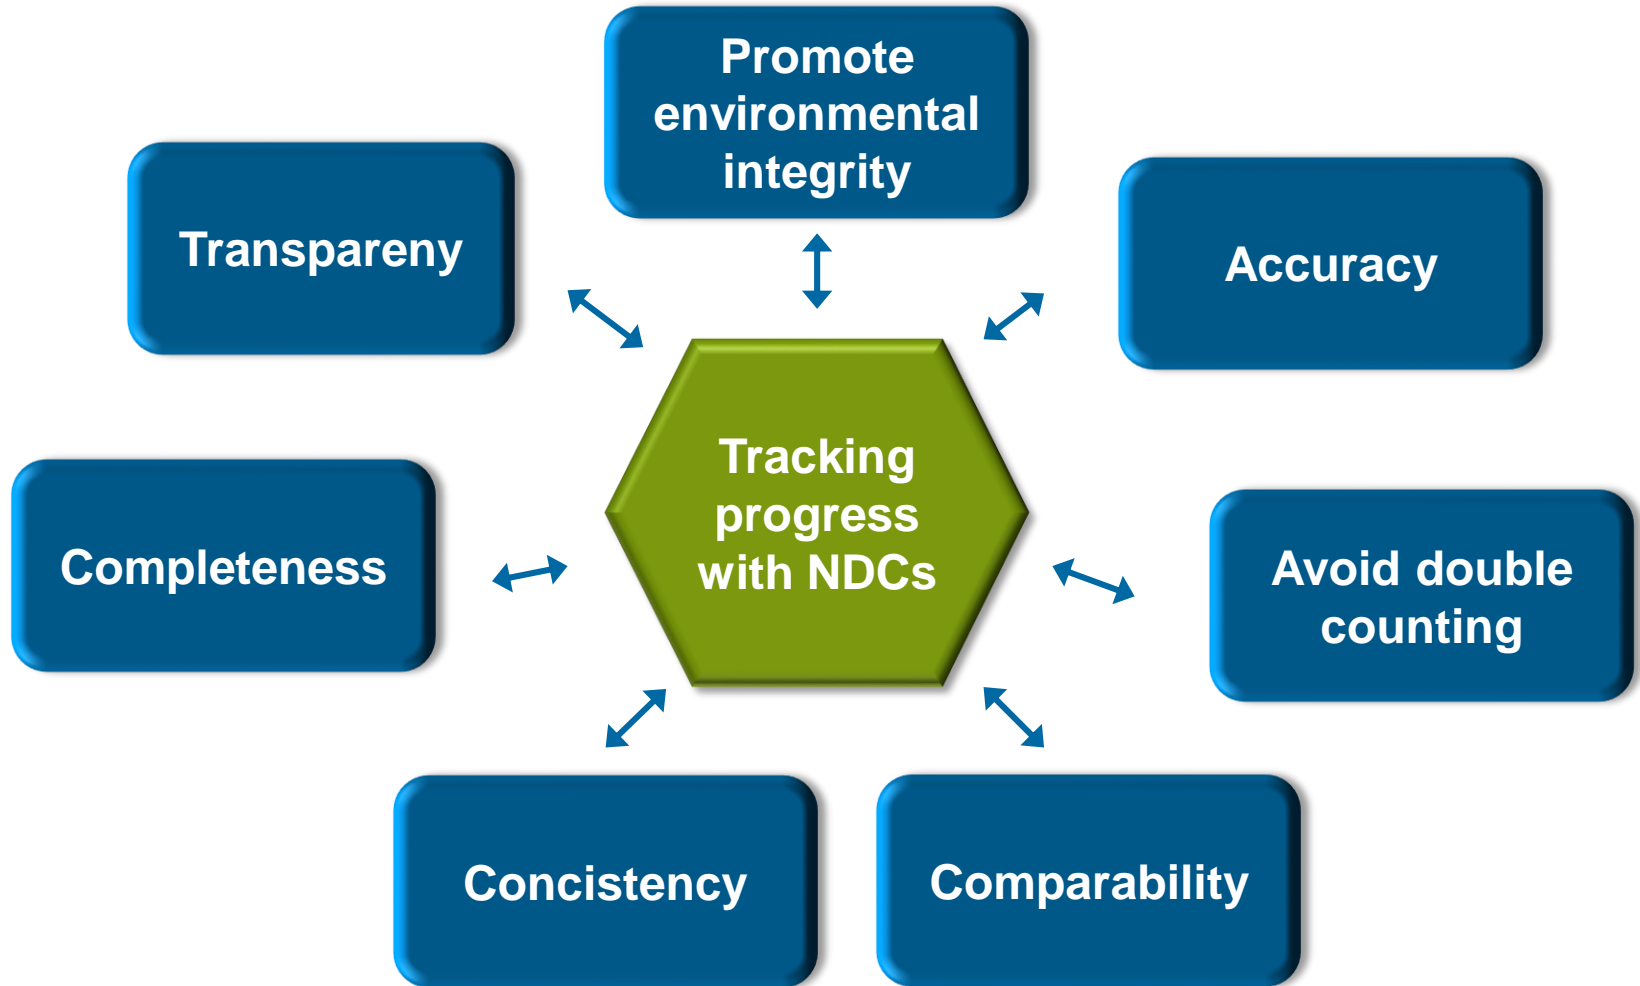 Promote
environmental
integrity
Transpareny
Accuracy
Tracking
progress
with NDCs
Completeness
Avoid double
counting
Concistency
Comparability